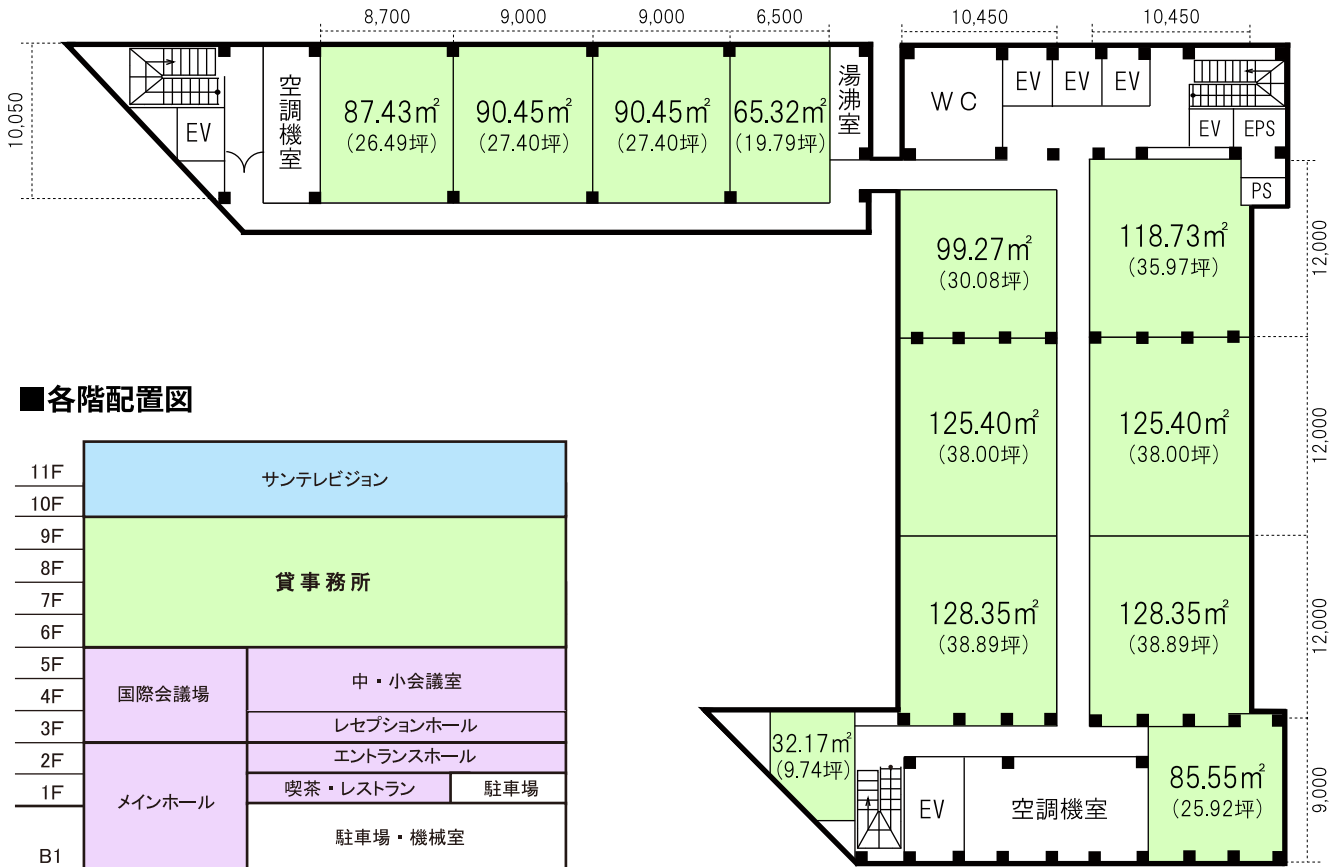 8,700
9,000
9,000
6,500
10,450
10,450
10,050
EV
空調機室
87.43㎡
(26.49坪)
90.45㎡
(27.40坪)
90.45㎡
(27.40坪)
65.32㎡
(19.79坪)
湯沸室
WC
EV
EV
EV
EV
EPS
PS
99.27㎡
(30.08坪)
118.73㎡
(35.97坪)
12,000
125.40㎡
(38.00坪)
125.40㎡
(38.00坪)
12,000
128.35㎡
(38.89坪)
128.35㎡
(38.89坪)
12,000
32.17㎡
(9.74坪)
EV
空調機室
85.55㎡
(25.92坪)
9,000
■各階配置図
11F
10F
サンテレビジョン
9F
8F
7F
6F
貸事務所
5F
4F
3F
国際会議場
中・小会議室
レセプションホール
2F
1F
B1
メインホール
エントランスホール
喫茶・レストラン
駐車場
駐車場・機械室